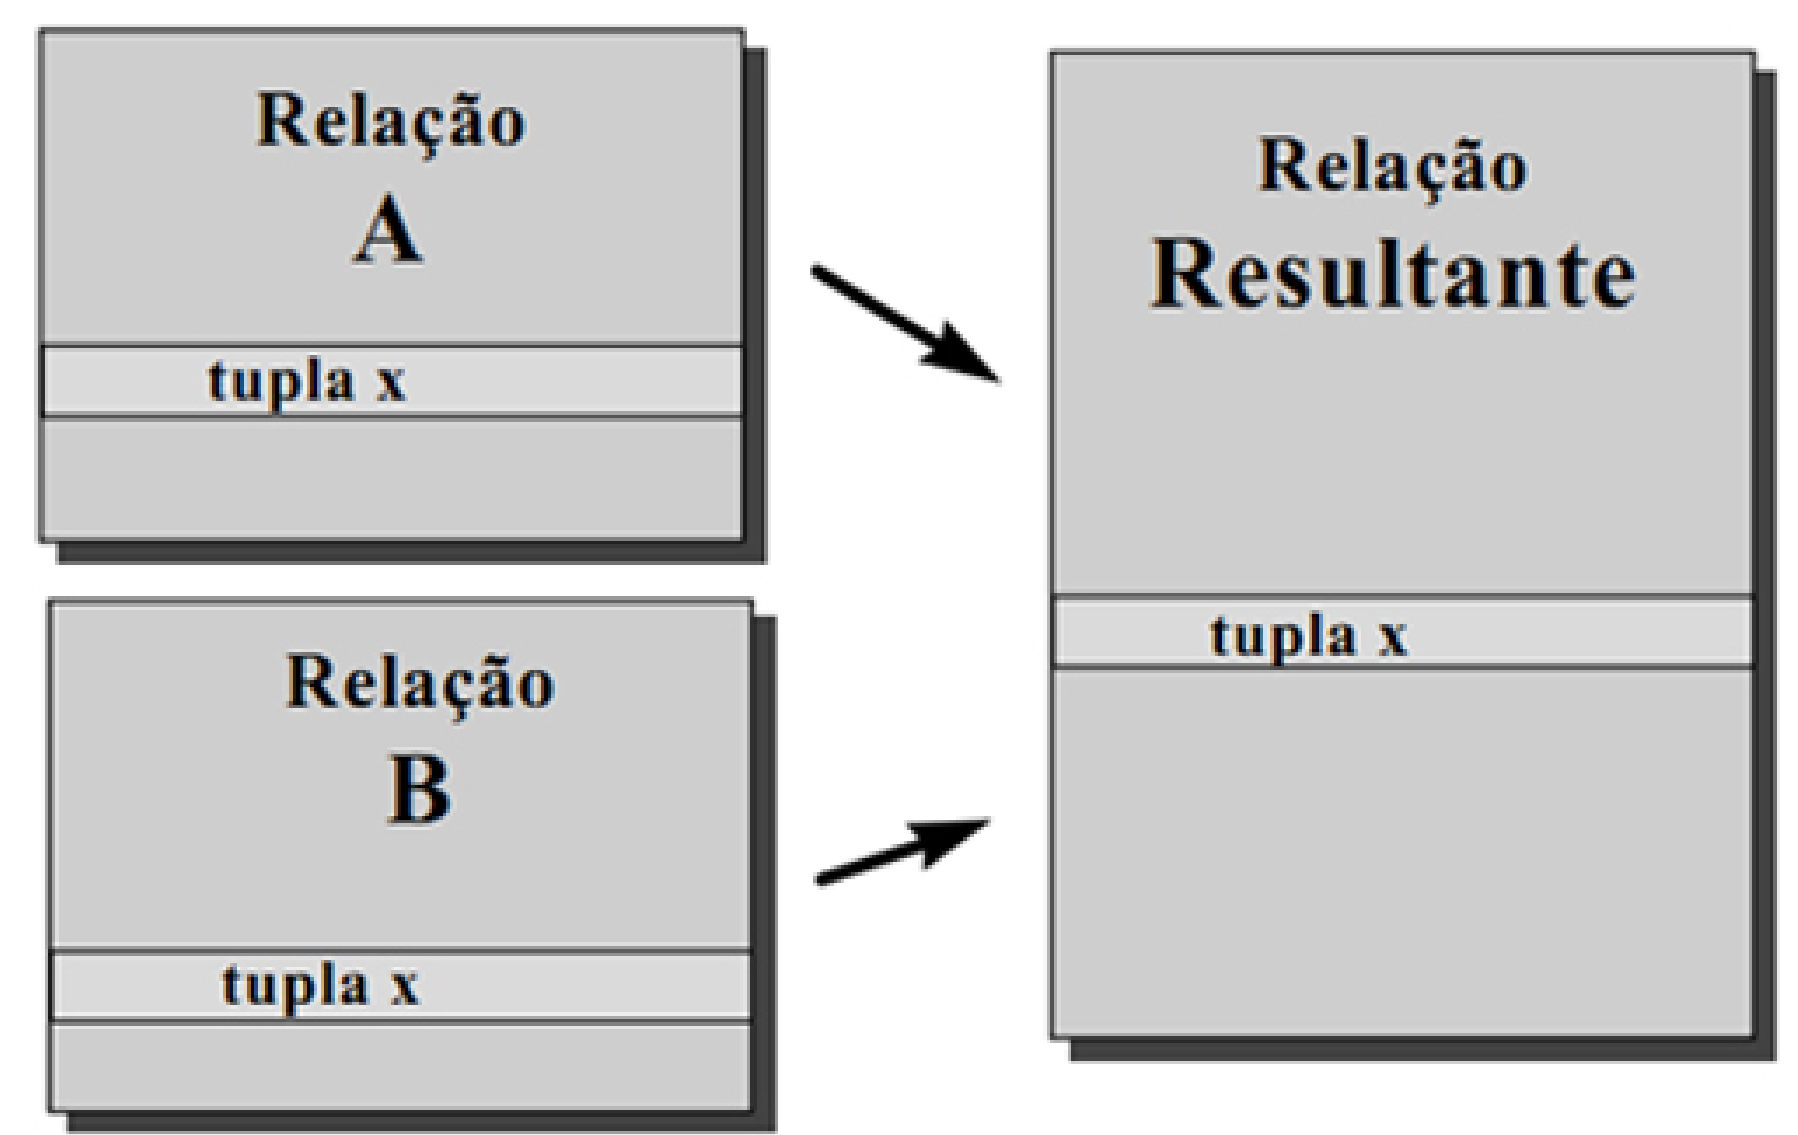 Relação
A
tupla x
Relação
B
tupla x
Relação
Resultante
tupla x